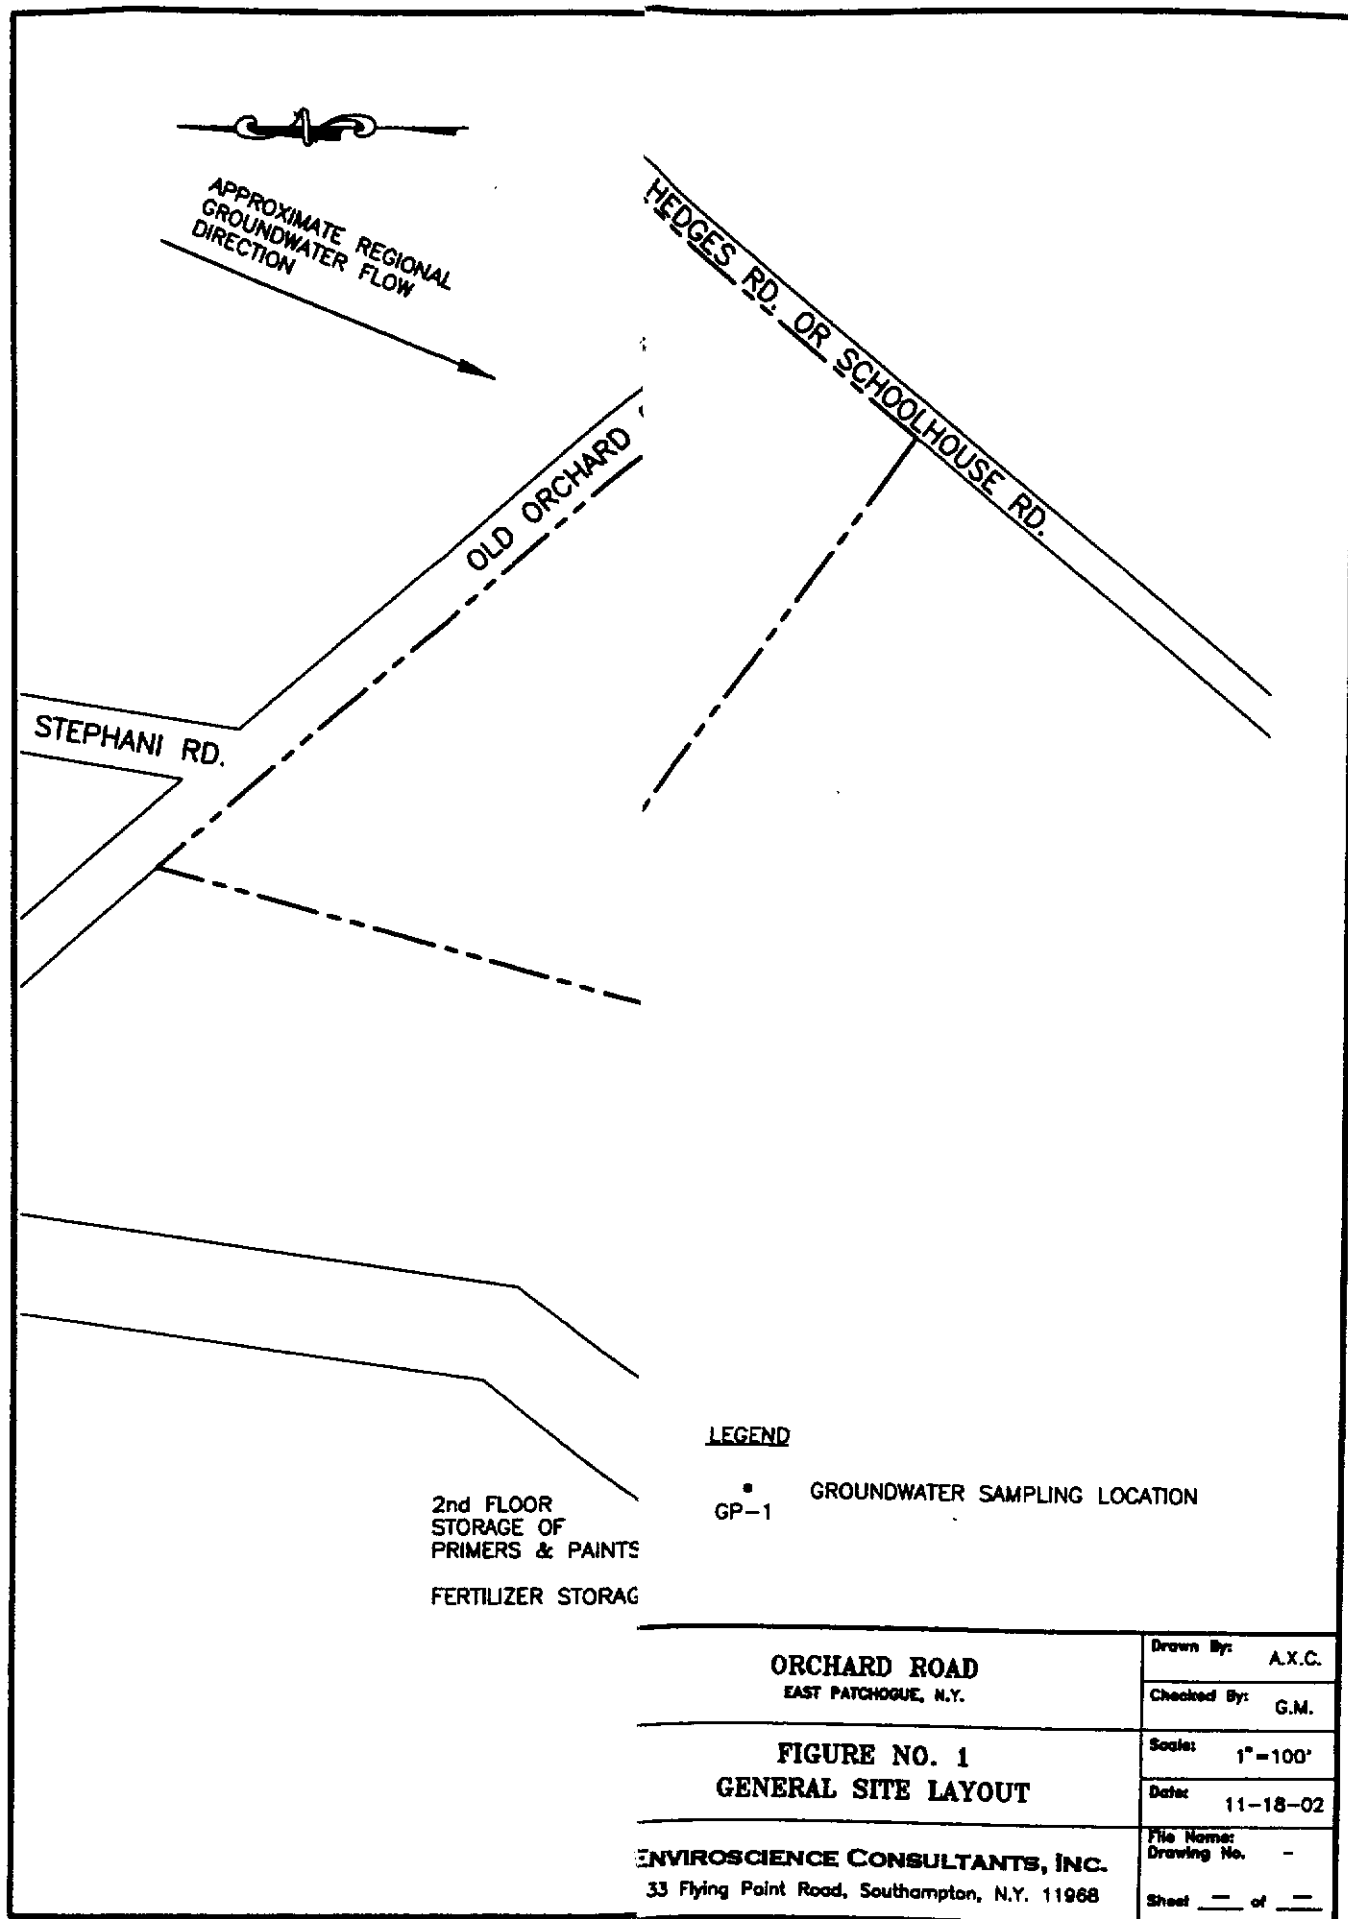 APPROXIMATE REGIONAL
GROUNDWATER FLOW
DIRECTION
HEDGES RD. OR SCHOOLHOUSE RD.
OLD ORCHARD
STEPHANI RD.
LEGEND
GP-1 GROUNDWATER SAMPLING LOCATION
2nd FLOOR
STORAGE OF
PRIMERS & PAINTS
FERTILIZER STORAG
ORCHARD ROAD
EAST PATCHOGUE, N.Y.
Drawn By: A.X.C.
Checked By: G.M.
FIGURE NO. 1
GENERAL SITE LAYOUT
Scale: 1"=100'
Date: 11-18-02
ENVIROSCIENCE CONSULTANTS, INC.
33 Flying Point Road, Southampton, N.Y. 11968
File Name:
Drawing No. -
Sheet — of —